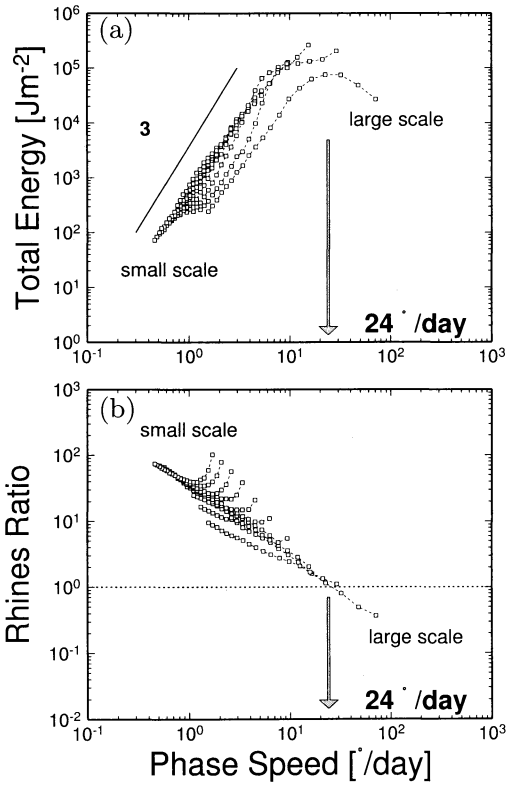 (a)
Total Energy [Jm-2]
10^6
10^5
10^4
10^3
10^2
10^1
10^0
3
large scale
small scale
24 °/day
10^-1 10^0 10^1 10^2 10^3
(b)
Rhines Ratio
10^3
10^2
10^1
10^0
10^-1
10^-2
small scale
large scale
24 °/day
10^-1 10^0 10^1 10^2 10^3
Phase Speed [°/day]